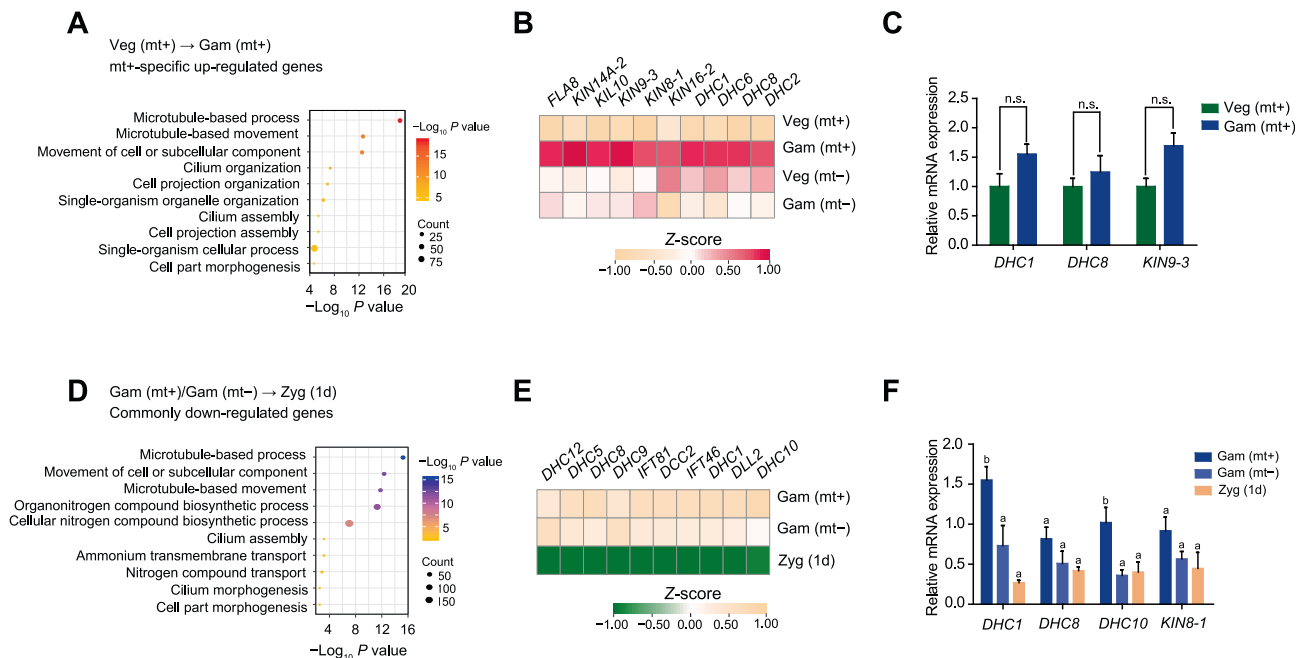 A
Veg (mt+) → Gam (mt+)
mt+-specific up-regulated genes
Microtubule-based process
Microtubule-based movement
Movement of cell or subcellular component
Cilium organization
Cell projection organization
Single-organism organelle organization
Cilium assembly
Cell projection assembly
Single-organism cellular process
Cell part morphogenesis
4 8 12 16 20
−Log10 P value
−Log10 P value
15
10
5
Count
25
50
75
B
FLA8 KIN14A-2 KIL10 KIN9-3 KIN8-1 KIN16-2 DHC1 DHC6 DHC8 DHC2
Veg (mt+)
Gam (mt+)
Veg (mt−)
Gam (mt−)
Z-score
−1.00 −0.50 0.00 0.50 1.00
C
Relative mRNA expression
2.5
2.0
1.5
1.0
0.5
0.0
n.s. n.s. n.s.
DHC1 DHC8 KIN9-3
Veg (mt+)
Gam (mt+)
D
Gam (mt+)/Gam (mt−) → Zyg (1d)
Commonly down-regulated genes
Microtubule-based process
Movement of cell or subcellular component
Microtubule-based movement
Organonitrogen compound biosynthetic process
Cellular nitrogen compound biosynthetic process
Cilium assembly
Ammonium transmembrane transport
Nitrogen compound transport
Cilium morphogenesis
Cell part morphogenesis
4 8 12 16
−Log10 P value
−Log10 P value
15
10
5
Count
50
100
150
E
DHC12 DHC5 DHC8 DHC9 IFT81 DCC2 IFT46 DHC1 DLL2 DHC10
Gam (mt+)
Gam (mt−)
Zyg (1d)
Z-score
−1.00 −0.50 0.00 0.50 1.00
F
Relative mRNA expression
2.0
1.5
1.0
0.5
0.0
b a a a a a b a a a a a
DHC1 DHC8 DHC10 KIN8-1
Gam (mt+)
Gam (mt−)
Zyg (1d)